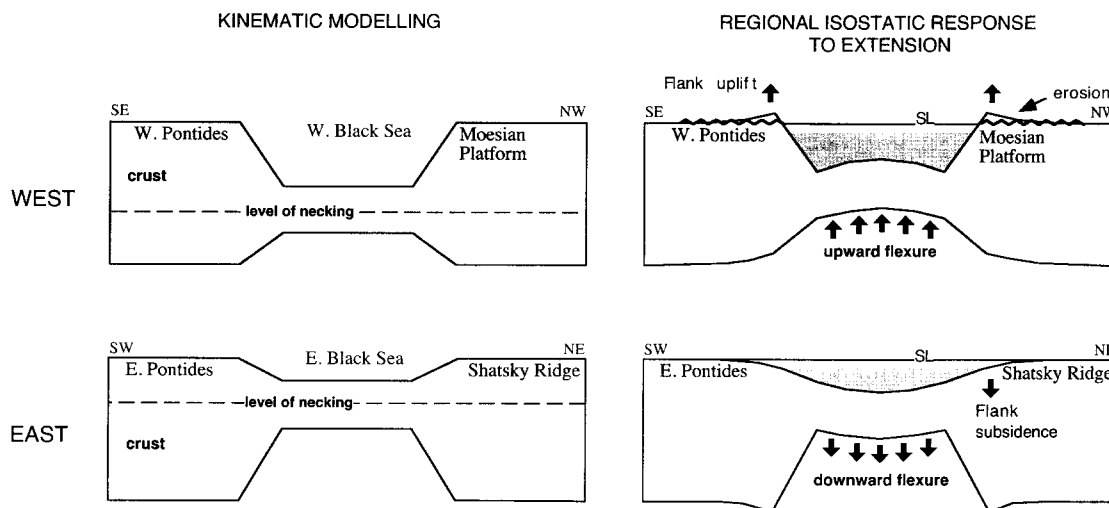 KINEMATIC MODELLING
REGIONAL ISOSTATIC RESPONSE
TO EXTENSION
WEST
SE
NW
W. Pontides
W. Black Sea
Moesian
Platform
crust
level of necking
Flank uplift
erosion
SE
SL
NW
W. Pontides
Moesian
Platform
upward flexure
EAST
SW
NE
E. Pontides
E. Black Sea
Shatsky Ridge
level of necking
crust
SW
SL
NE
E. Pontides
Shatsky Ridge
Flank
subsidence
downward flexure